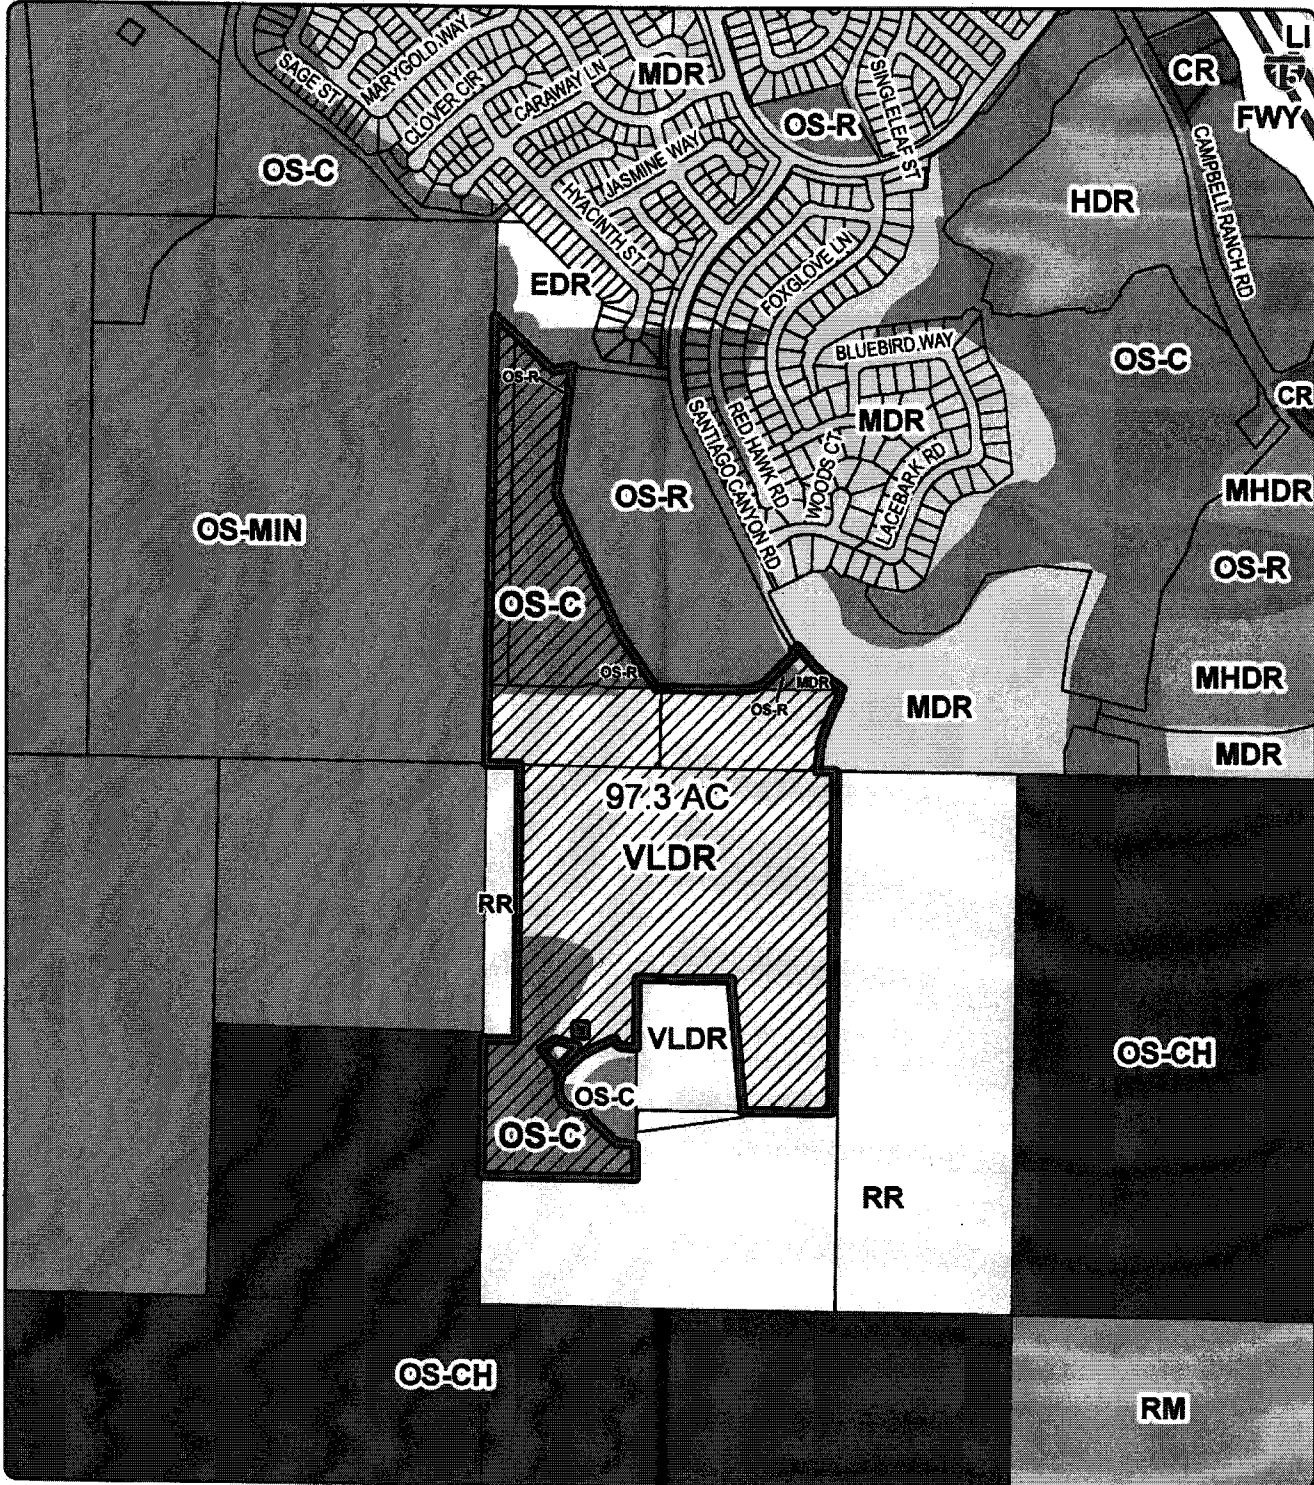 LI
15
CR
FWY
SAGE ST
MARYGOLD WAY
CLOVER CIR
CARAWAY LN
MDR
SINGLELEAF ST
OS-R
CAMPBELL RANCH RD
OS-C
JASMINE WAY
HYACINTH ST
HDR
EDR
FOXGLOVE LN
BLUEBIRD WAY
OS-C
OS-R
CR
SANTIAGO CANYON RD
RED HAWK RD
WOODS CT
MDR
LACEBARK RD
MHDR
OS-MIN
OS-R
OS-R
OS-C
OS-R
MDR
OS-R
MDR
MHDR
MDR
97.3 AC
VLDR
RR
VLDR
OS-CH
OS-C
OS-C
RR
OS-CH
RM